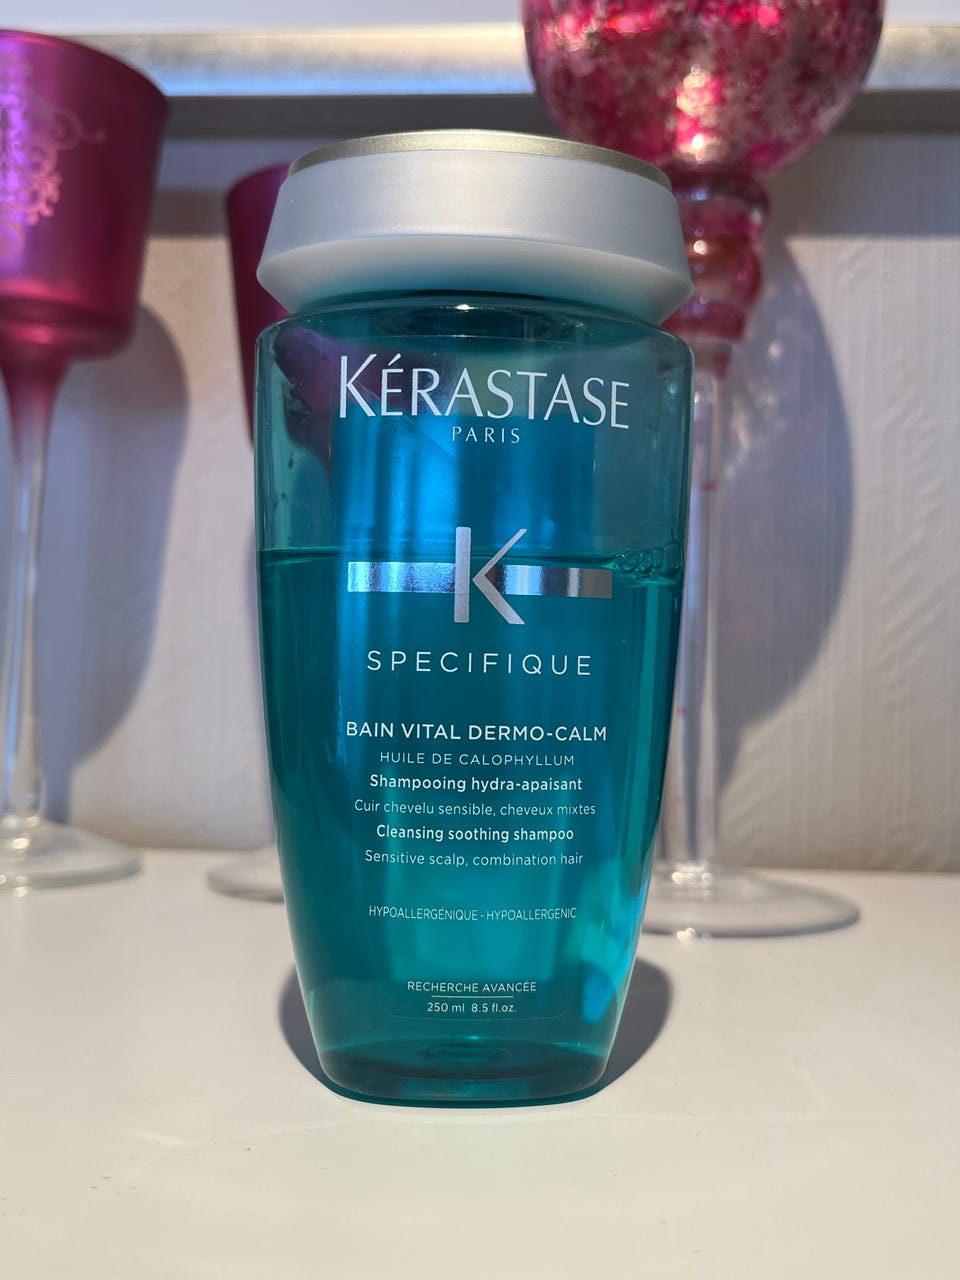 KÉRASTASE
PARIS
K
SPECIFIQUE
BAIN VITAL DERMO-CALM
HUILE DE CALOPHYLLUM
Shampooing hydra-apaisant
Cuir chevelu sensible, cheveux mixtes
Cleansing soothing shampoo
Sensitive scalp, combination hair
HYPOALLERGÉNIQUE - HYPOALLERGENIC
RECHERCHE AVANCÉE
250 ml 8.5 fl.oz.